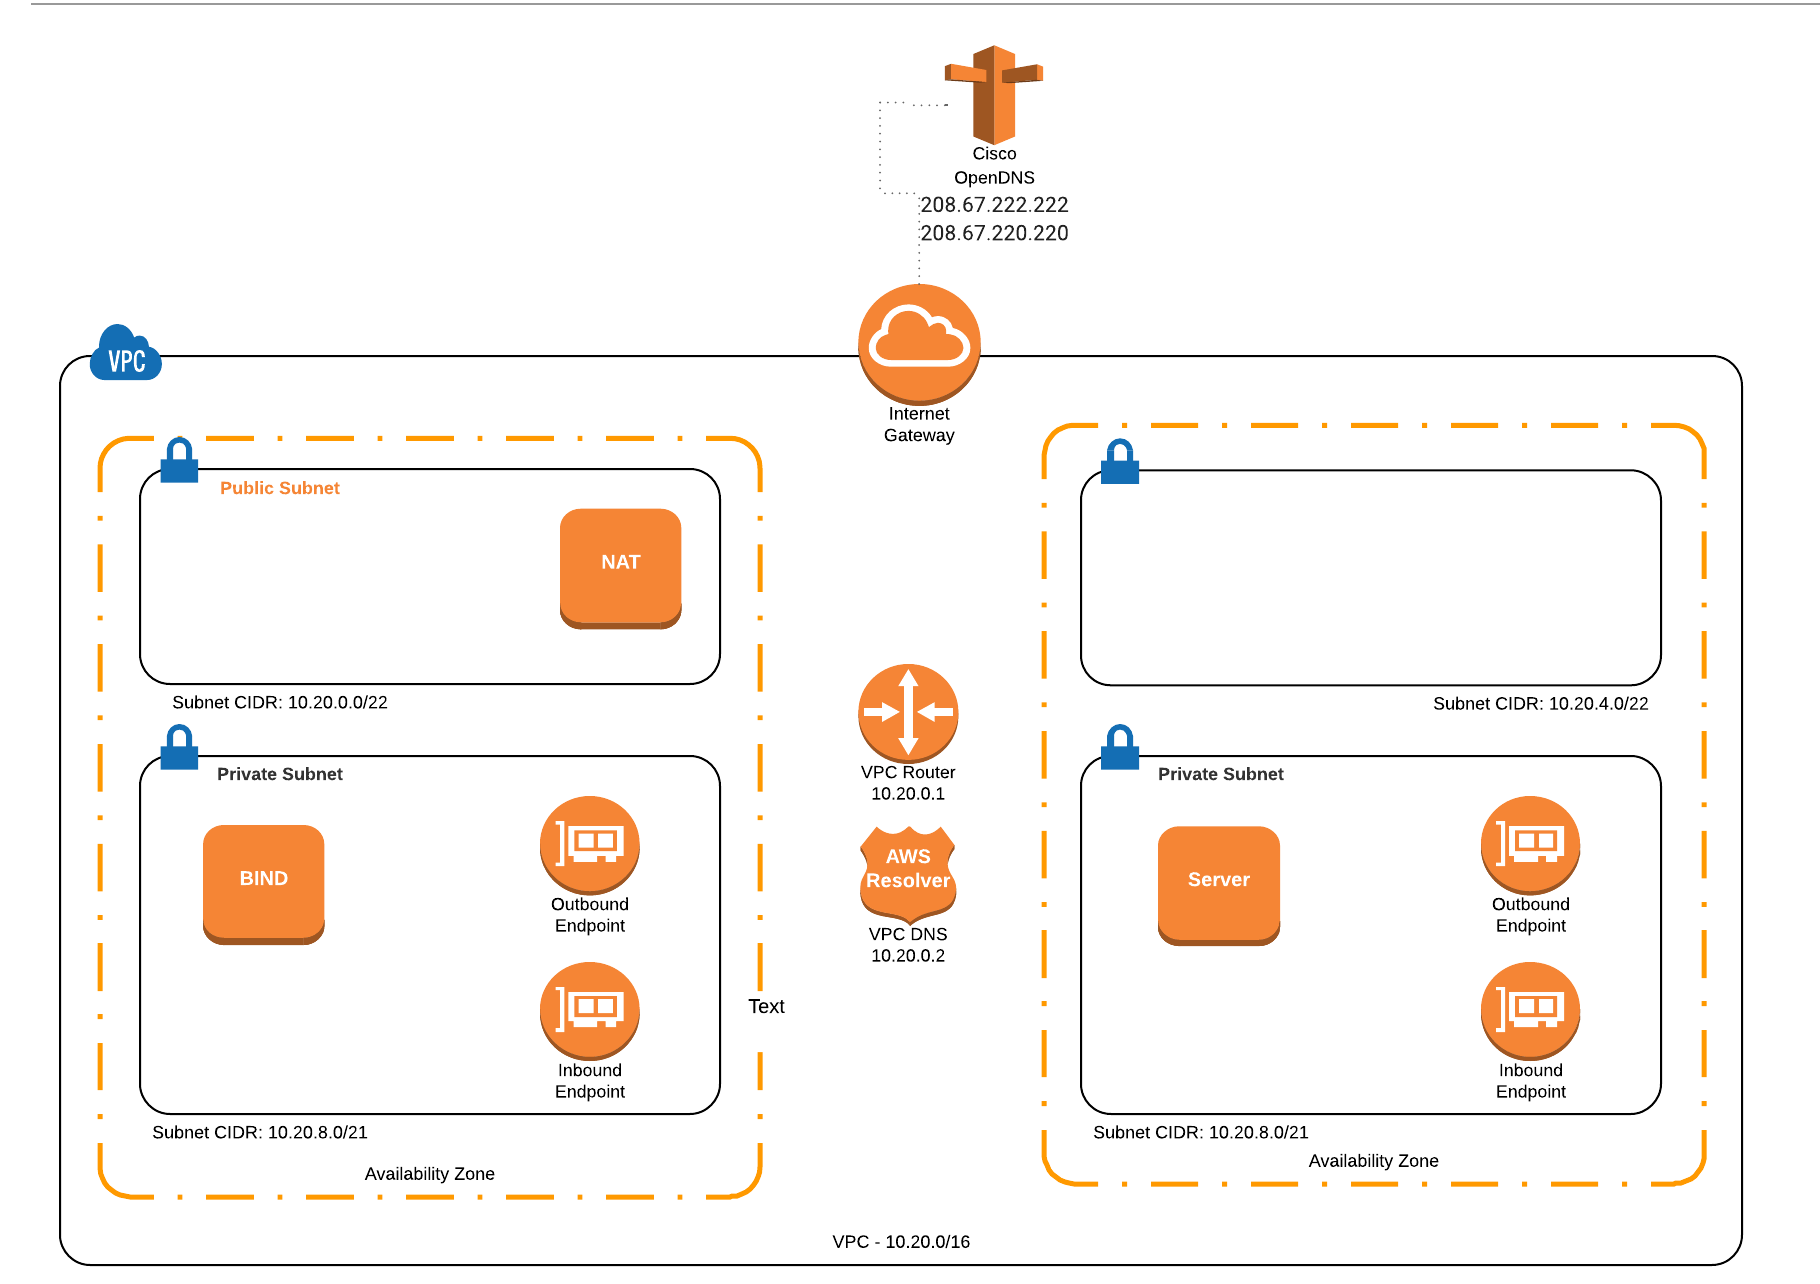 Cisco
OpenDNS
208.67.222.222
208.67.220.220
VPC
Internet
Gateway
Public Subnet
NAT
Subnet CIDR: 10.20.0.0/22
Subnet CIDR: 10.20.4.0/22
Private Subnet
BIND
Outbound
Endpoint
Inbound
Endpoint
Subnet CIDR: 10.20.8.0/21
Availability Zone
Text
VPC Router
10.20.0.1
AWS
Resolver
VPC DNS
10.20.0.2
Private Subnet
Server
Outbound
Endpoint
Inbound
Endpoint
Subnet CIDR: 10.20.8.0/21
Availability Zone
VPC - 10.20.0/16